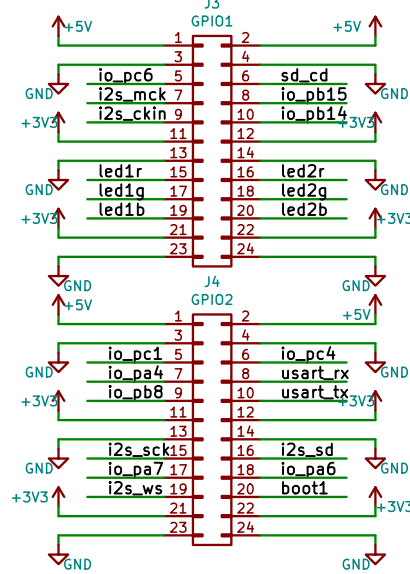 J3
GPIO1
+5V +5V
1 2
3 4
io_pc6 5 6 sd_cd
GND GND
i2s_mck 7 8 io_pb15
i2s_ckin 9 10 io_pb14
+3V3 +3V3
11 12
13 14
led1r 15 16 led2r
GND GND
led1g 17 18 led2g
led1b 19 20 led2b
+3V3 +3V3
21 22
23 24
GND GND
J4
GPIO2
+5V +5V
1 2
3 4
io_pc1 5 6 io_pc4
GND GND
io_pa4 7 8 usart_rx
io_pb8 9 10 usart_tx
+3V3 +3V3
11 12
13 14
i2s_sck 15 16 i2s_sd
GND GND
io_pa7 17 18 io_pa6
i2s_ws 19 20 boot1
+3V3 +3V3
21 22
23 24
GND GND